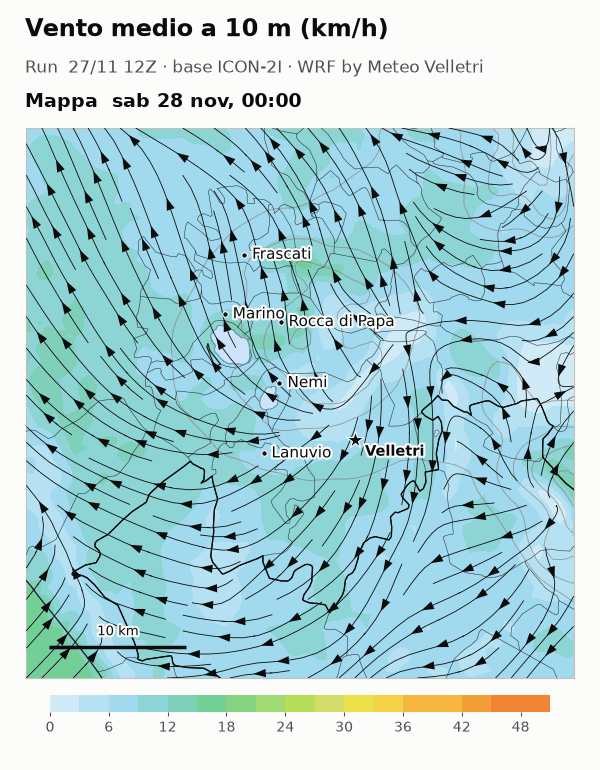 Vento medio a 10 m (km/h)
Run  27/11 12Z · base ICON-2I · WRF by Meteo Velletri
Mappa  sab 28 nov, 00:00
Frascati
Marino
Rocca di Papa
Nemi
Velletri
Lanuvio
10 km
0 6 12 18 24 30 36 42 48